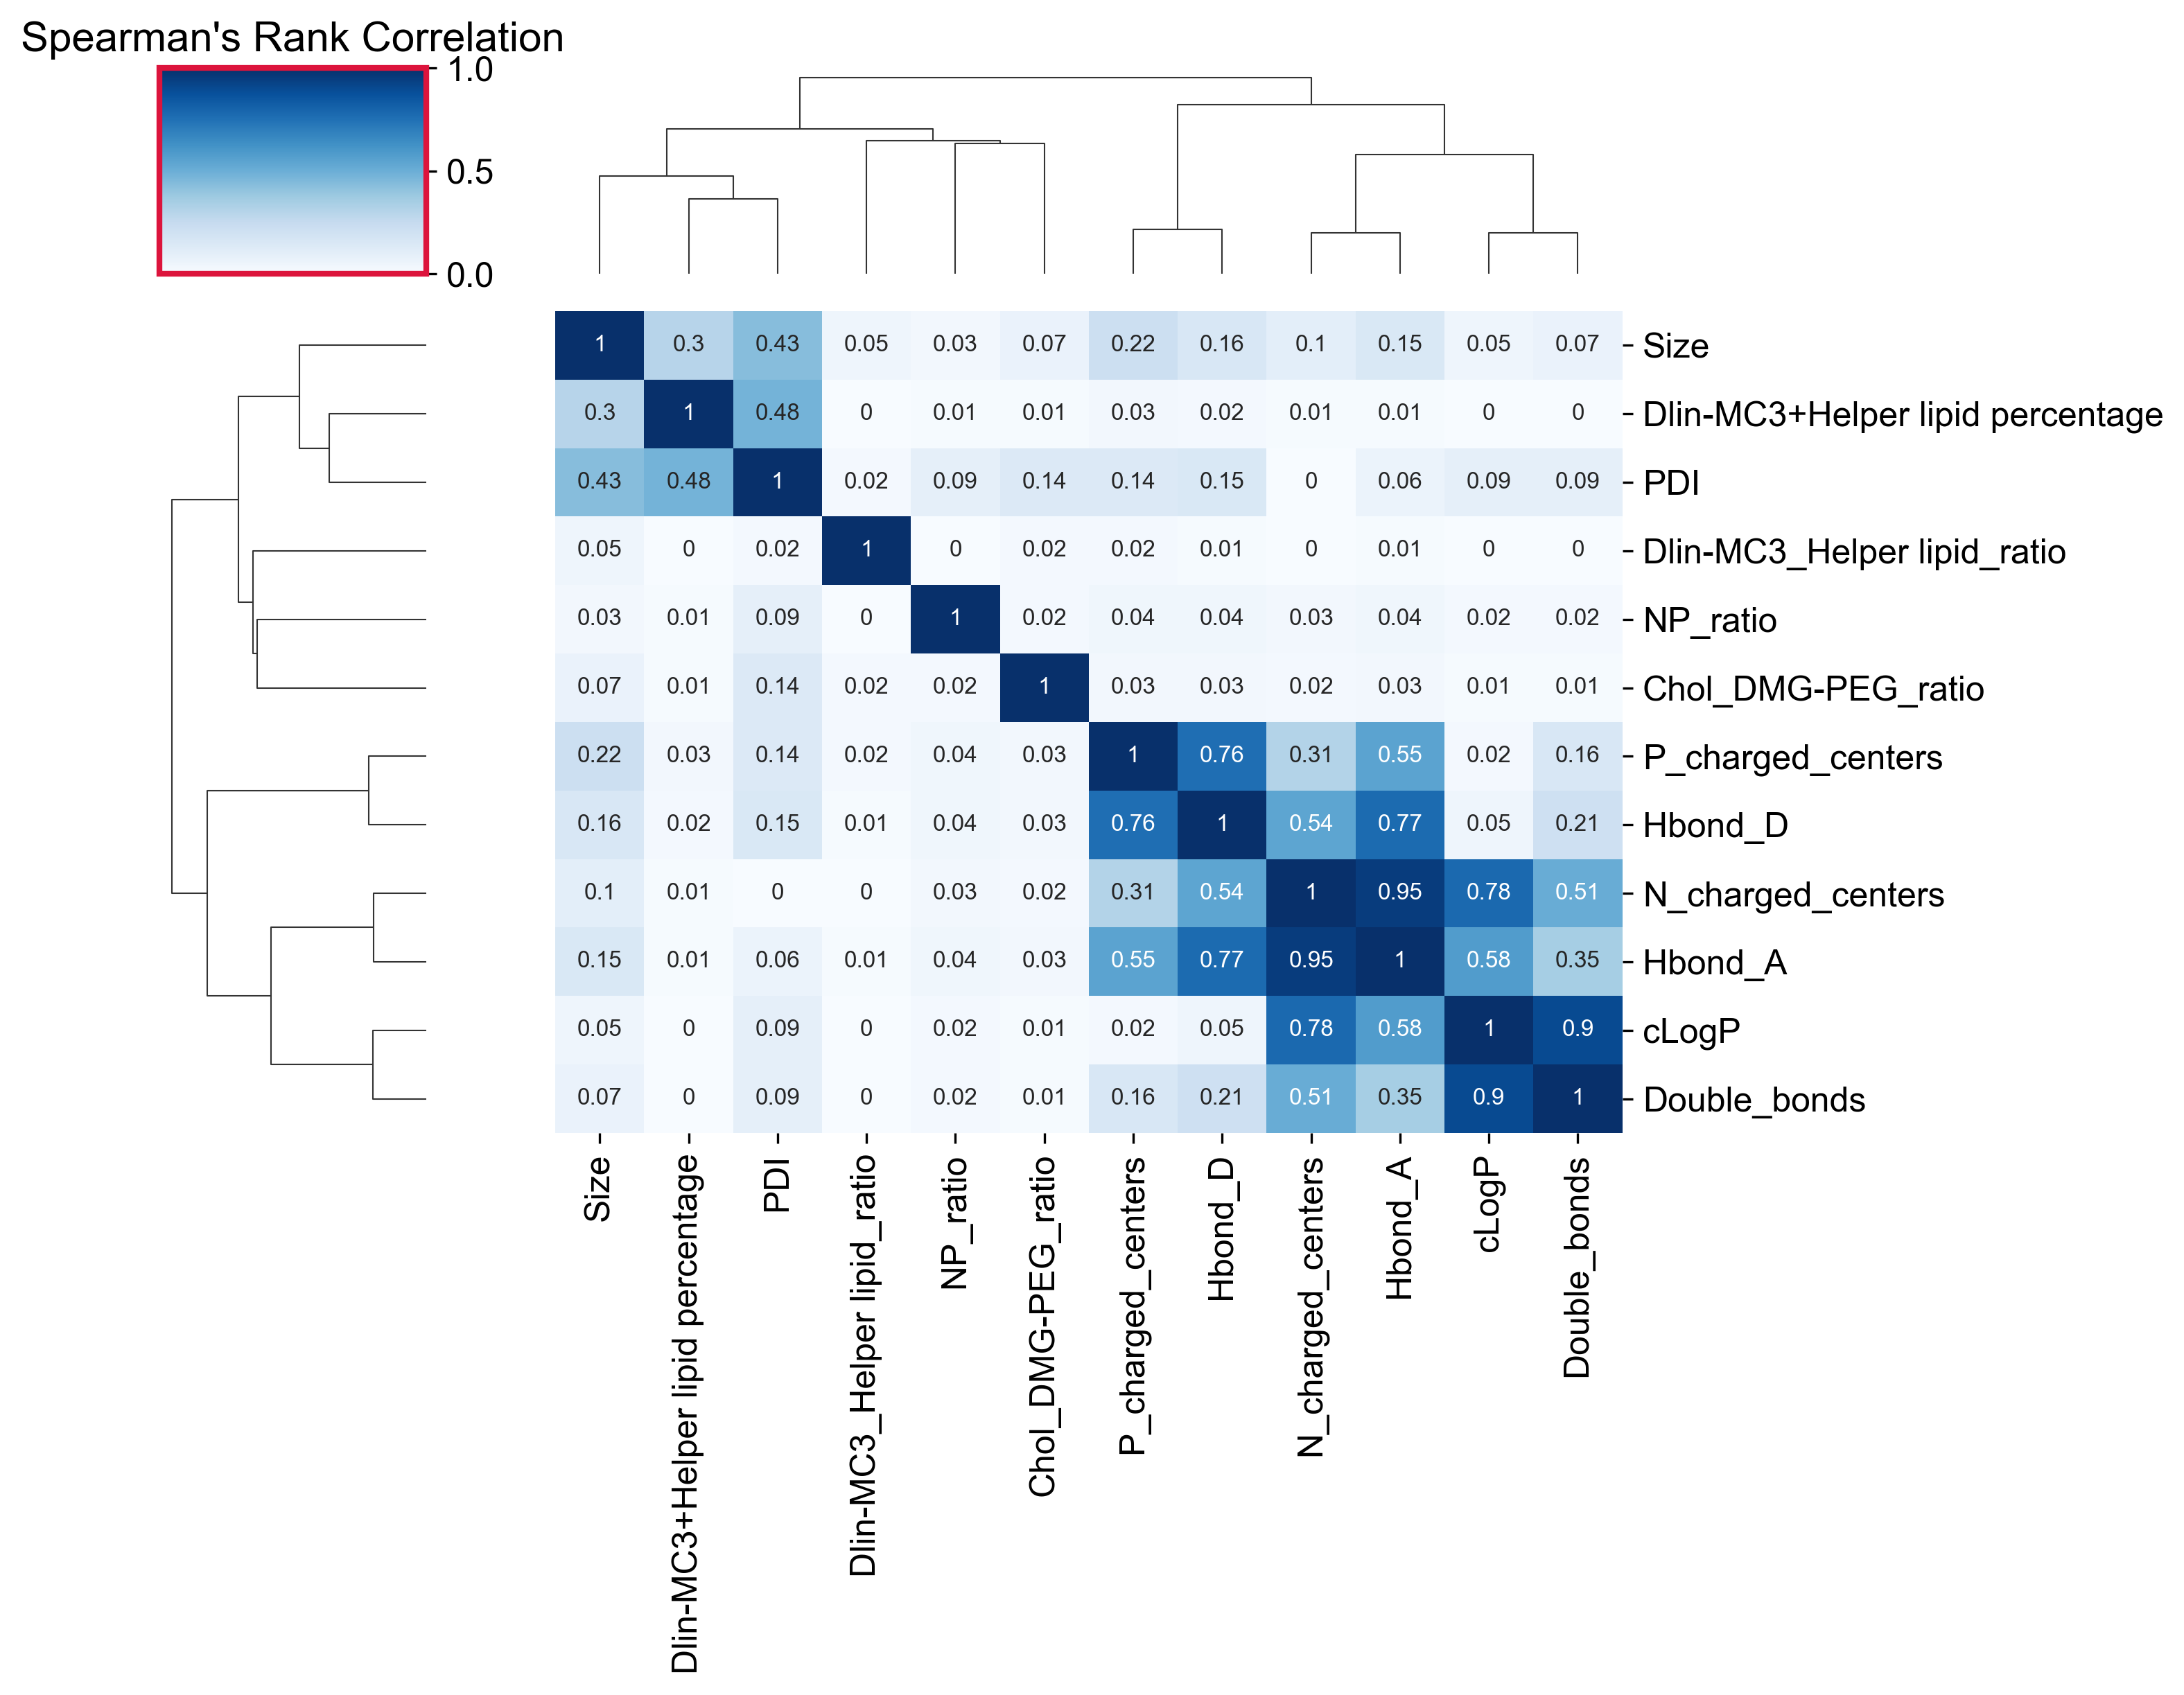 Spearman's Rank Correlation
1.0
0.5
0.0
1 0.3 0.43 0.05 0.03 0.07 0.22 0.16 0.1 0.15 0.05 0.07 Size
0.3 1 0.48 0 0.01 0.01 0.03 0.02 0.01 0.01 0 0 Dlin-MC3+Helper lipid percentage
0.43 0.48 1 0.02 0.09 0.14 0.14 0.15 0 0.06 0.09 0.09 PDI
0.05 0 0.02 1 0 0.02 0.02 0.01 0 0.01 0 0 Dlin-MC3_Helper lipid_ratio
0.03 0.01 0.09 0 1 0.02 0.04 0.04 0.03 0.04 0.02 0.02 NP_ratio
0.07 0.01 0.14 0.02 0.02 1 0.03 0.03 0.02 0.03 0.01 0.01 Chol_DMG-PEG_ratio
0.22 0.03 0.14 0.02 0.04 0.03 1 0.76 0.31 0.55 0.02 0.16 P_charged_centers
0.16 0.02 0.15 0.01 0.04 0.03 0.76 1 0.54 0.77 0.05 0.21 Hbond_D
0.1 0.01 0 0 0.03 0.02 0.31 0.54 1 0.95 0.78 0.51 N_charged_centers
0.15 0.01 0.06 0.01 0.04 0.03 0.55 0.77 0.95 1 0.58 0.35 Hbond_A
0.05 0 0.09 0 0.02 0.01 0.02 0.05 0.78 0.58 1 0.9 cLogP
0.07 0 0.09 0 0.02 0.01 0.16 0.21 0.51 0.35 0.9 1 Double_bonds
Size
Dlin-MC3+Helper lipid percentage
PDI
Dlin-MC3_Helper lipid_ratio
NP_ratio
Chol_DMG-PEG_ratio
P_charged_centers
Hbond_D
N_charged_centers
Hbond_A
cLogP
Double_bonds